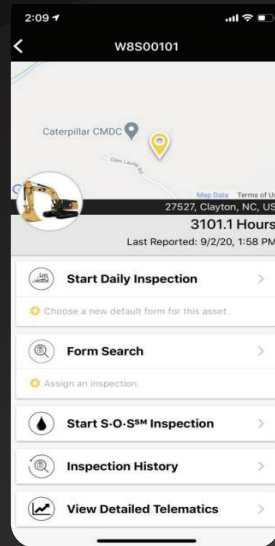 2:09
W8S00101
Caterpillar CMDC
Map Data Terms of U
27527, Clayton, NC, US
3101.1 Hours
Last Reported: 9/2/20, 1:58 PM
Start Daily Inspection
Choose a new default form for this asset.
Form Search
Assign an inspection.
Start S·O·S℠ Inspection
Inspection History
View Detailed Telematics